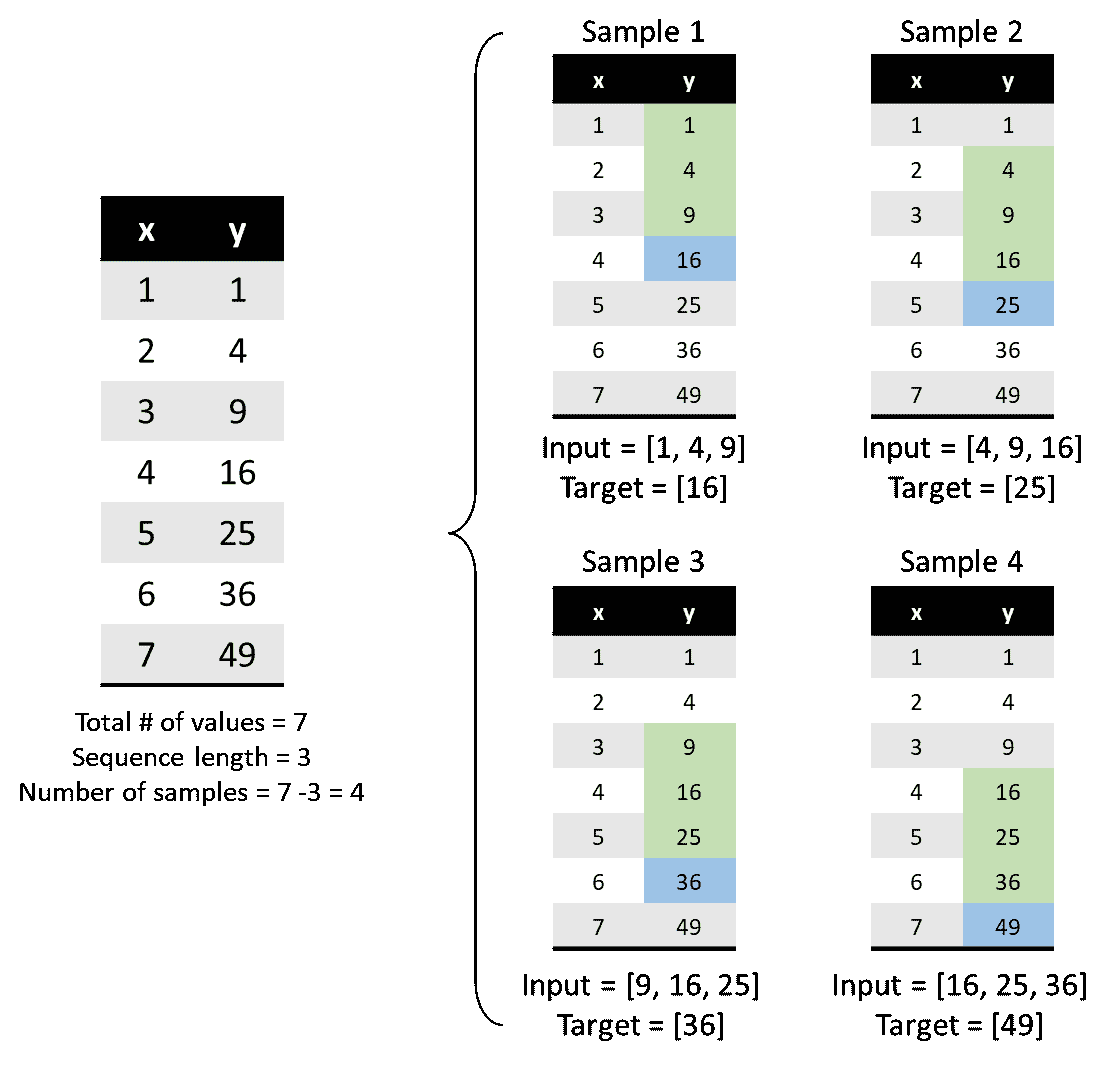 x y
1 1
2 4
3 9
4 16
5 25
6 36
7 49
Total # of values = 7
Sequence length = 3
Number of samples = 7 -3 = 4
Sample 1
x y
1 1
2 4
3 9
4 16
5 25
6 36
7 49
Input = [1, 4, 9]
Target = [16]
Sample 2
x y
1 1
2 4
3 9
4 16
5 25
6 36
7 49
Input = [4, 9, 16]
Target = [25]
Sample 3
x y
1 1
2 4
3 9
4 16
5 25
6 36
7 49
Input = [9, 16, 25]
Target = [36]
Sample 4
x y
1 1
2 4
3 9
4 16
5 25
6 36
7 49
Input = [16, 25, 36]
Target = [49]